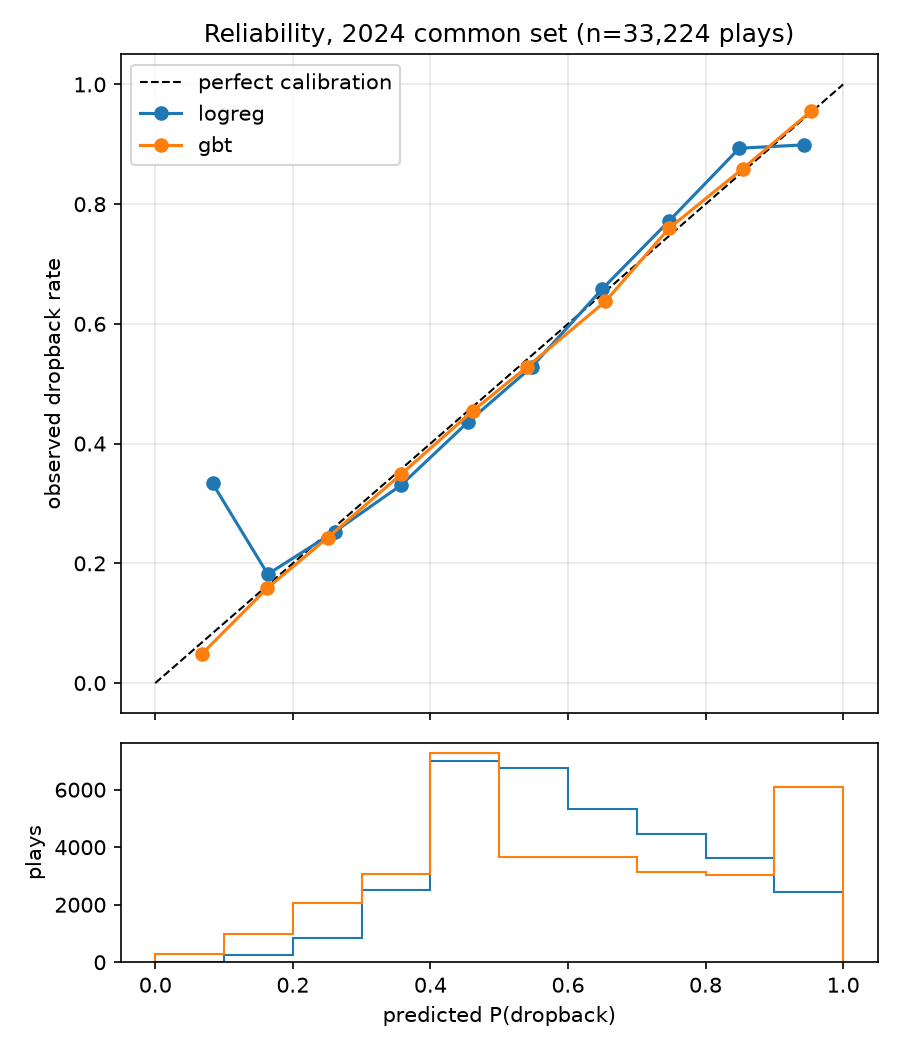 Reliability, 2024 common set (n=33,224 plays)
perfect calibration
logreg
gbt
1.0
0.8
0.6
0.4
0.2
0.0
observed dropback rate
6000
4000
2000
0
plays
0.0 0.2 0.4 0.6 0.8 1.0
predicted P(dropback)